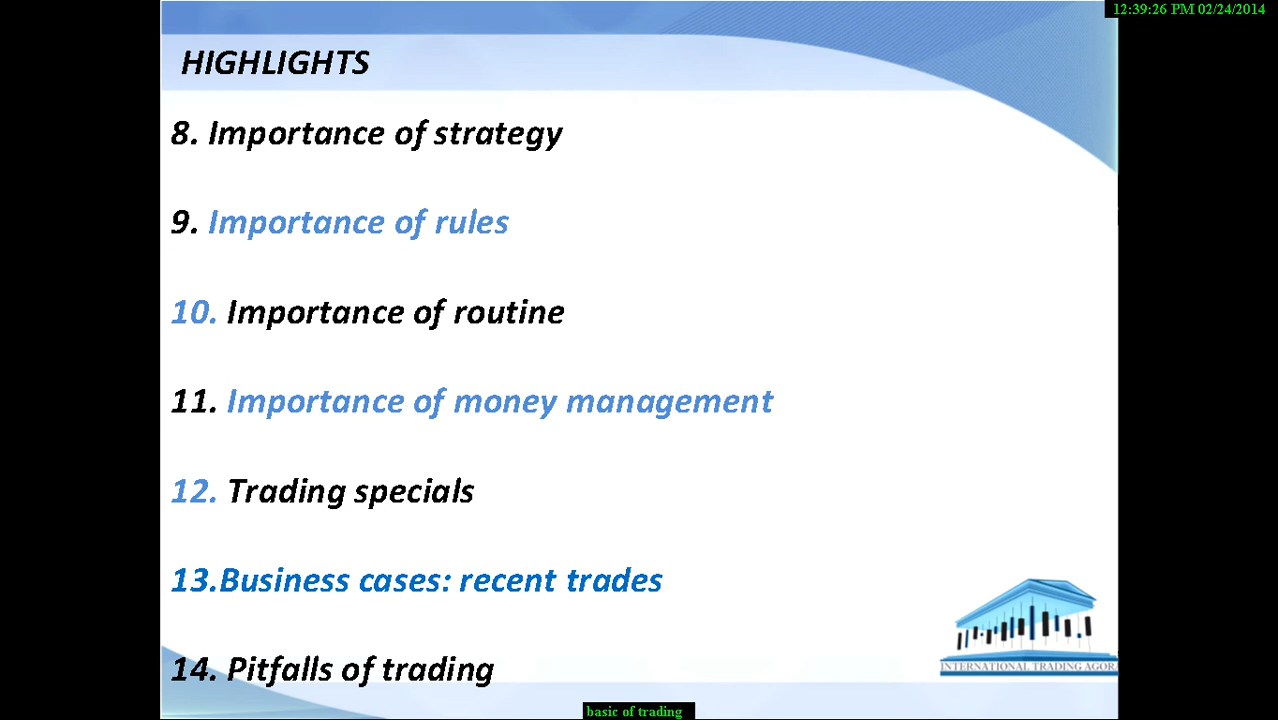 12:39:26 PM 02/24/2014
HIGHLIGHTS
8. Importance of strategy
9. Importance of rules
10. Importance of routine
11. Importance of money management
12. Trading specials
13.Business cases: recent trades
14. Pitfalls of trading
INTERNATIONAL TRADING AGORA
basic of trading